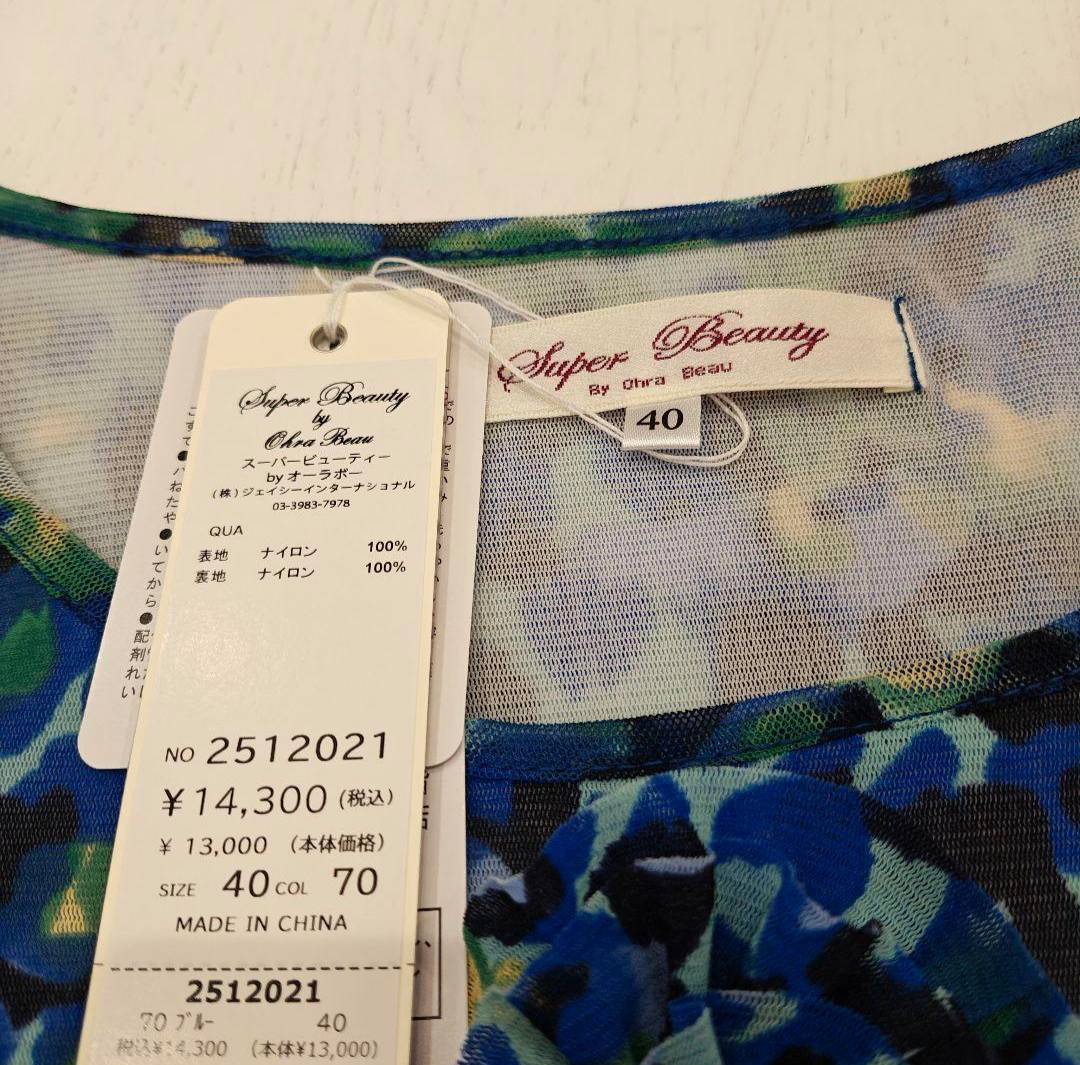 Super Beauty
By Ohra Beau
40
Super Beauty
by
Ohra Beau
スーパービューティー
by オーラボー
(株)ジェイシーインターナショナル
03-3983-7978
QUA
表地 ナイロン 100%
裏地 ナイロン 100%
NO 2512021
¥14,300 (税込)
¥ 13,000 (本体価格)
SIZE 40 COL 70
MADE IN CHINA
2512021
70 ブルー 40
税込¥14,300 (本体¥13,000)